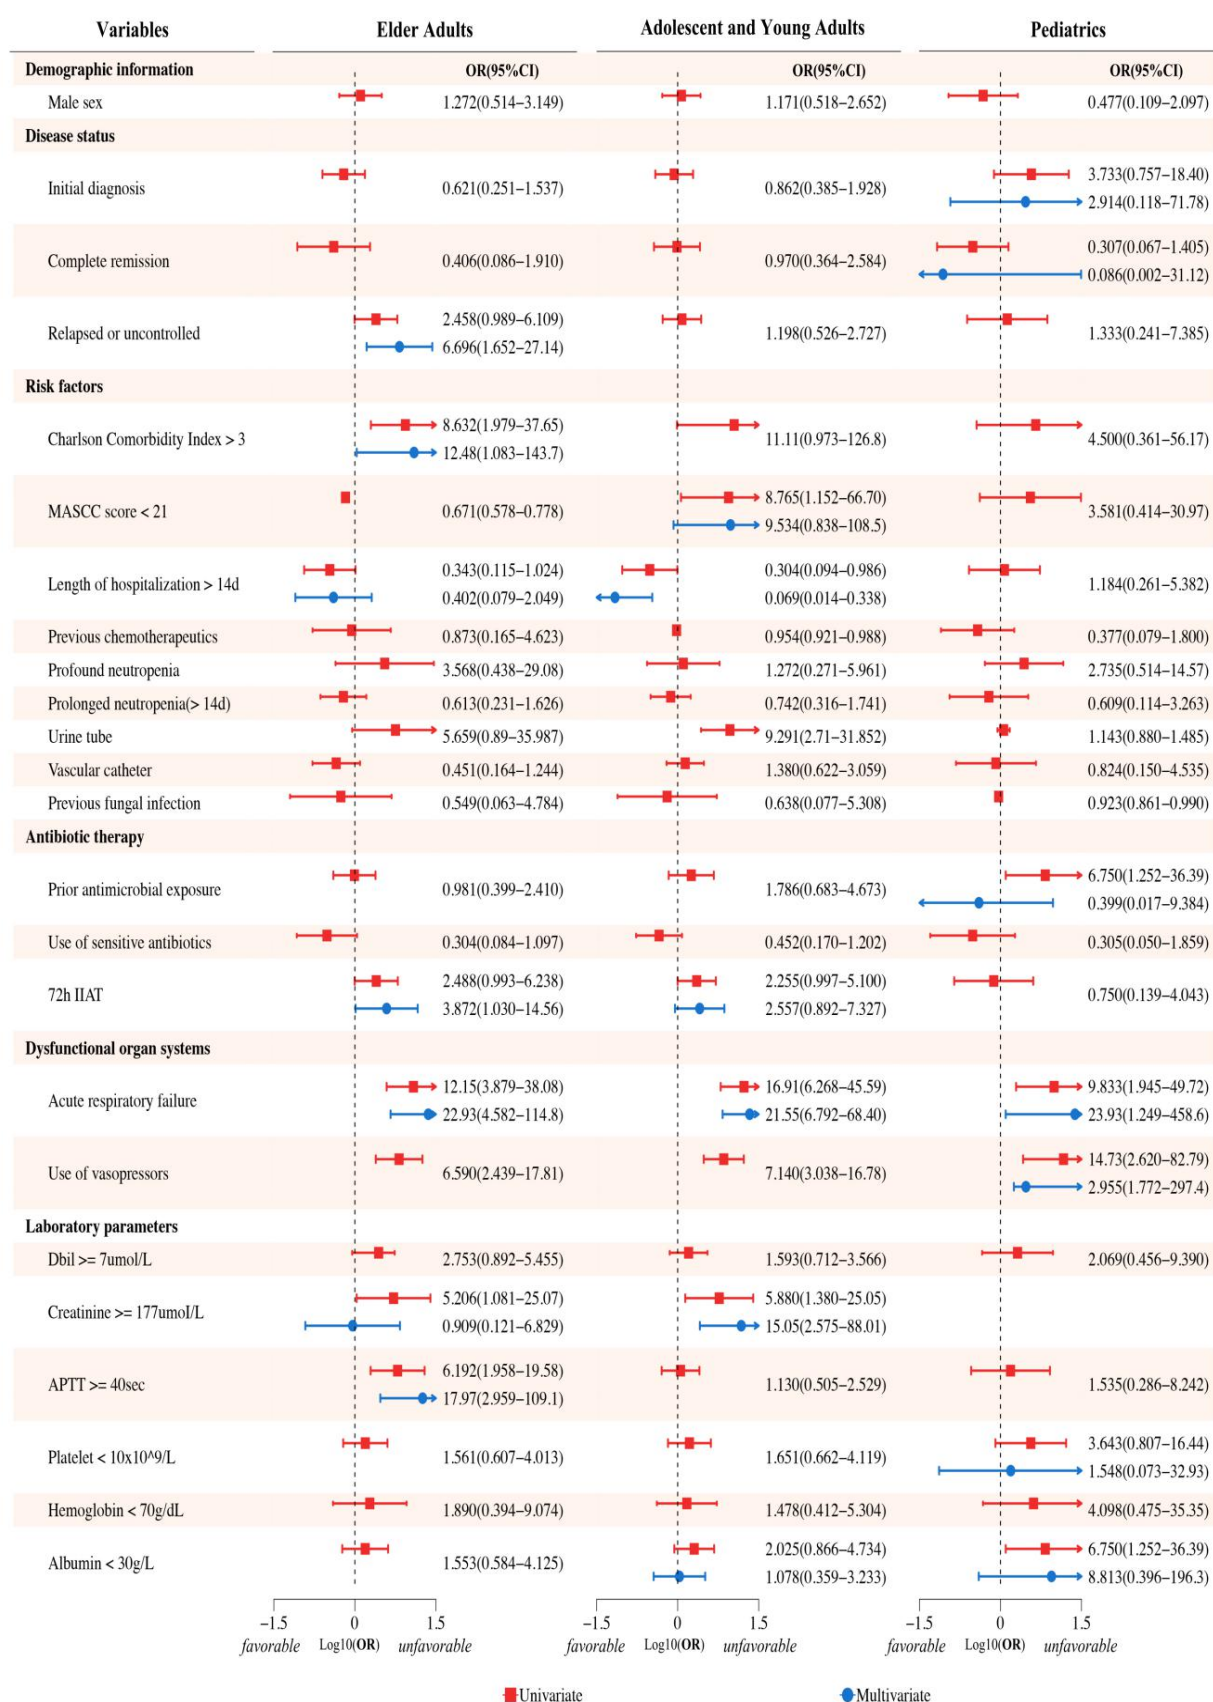 Variables Elder Adults Adolescent and Young Adults Pediatrics
Demographic information OR(95%CI) OR(95%CI) OR(95%CI)
Male sex 1.272(0.514–3.149) 1.171(0.518–2.652) 0.477(0.109–2.097)
Disease status
Initial diagnosis 0.621(0.251–1.537) 0.862(0.385–1.928) 3.733(0.757–18.40)
2.914(0.118–71.78)
Complete remission 0.406(0.086–1.910) 0.970(0.364–2.584) 0.307(0.067–1.405)
0.086(0.002–31.12)
Relapsed or uncontrolled 2.458(0.989–6.109) 1.198(0.526–2.727) 1.333(0.241–7.385)
6.696(1.652–27.14)
Risk factors
Charlson Comorbidity Index > 3 8.632(1.979–37.65) 11.11(0.973–126.8) 4.500(0.361–56.17)
12.48(1.083–143.7)
MASCC score < 21 0.671(0.578–0.778) 8.765(1.152–66.70) 3.581(0.414–30.97)
9.534(0.838–108.5)
Length of hospitalization > 14d 0.343(0.115–1.024) 0.304(0.094–0.986) 1.184(0.261–5.382)
0.402(0.079–2.049) 0.069(0.014–0.338)
Previous chemotherapeutics 0.873(0.165–4.623) 0.954(0.921–0.988) 0.377(0.079–1.800)
Profound neutropenia 3.568(0.438–29.08) 1.272(0.271–5.961) 2.735(0.514–14.57)
Prolonged neutropenia(> 14d) 0.613(0.231–1.626) 0.742(0.316–1.741) 0.609(0.114–3.263)
Urine tube 5.659(0.89–35.987) 9.291(2.71–31.852) 1.143(0.880–1.485)
Vascular catheter 0.451(0.164–1.244) 1.380(0.622–3.059) 0.824(0.150–4.535)
Previous fungal infection 0.549(0.063–4.784) 0.638(0.077–5.308) 0.923(0.861–0.990)
Antibiotic therapy
Prior antimicrobial exposure 0.981(0.399–2.410) 1.786(0.683–4.673) 6.750(1.252–36.39)
0.399(0.017–9.384)
Use of sensitive antibiotics 0.304(0.084–1.097) 0.452(0.170–1.202) 0.305(0.050–1.859)
72h IIAT 2.488(0.993–6.238) 2.255(0.997–5.100) 0.750(0.139–4.043)
3.872(1.030–14.56) 2.557(0.892–7.327)
Dysfunctional organ systems
Acute respiratory failure 12.15(3.879–38.08) 16.91(6.268–45.59) 9.833(1.945–49.72)
22.93(4.582–114.8) 21.55(6.792–68.40) 23.93(1.249–458.6)
Use of vasopressors 6.590(2.439–17.81) 7.140(3.038–16.78) 14.73(2.620–82.79)
2.955(1.772–297.4)
Laboratory parameters
Dbil >= 7umol/L 2.753(0.892–5.455) 1.593(0.712–3.566) 2.069(0.456–9.390)
Creatinine >= 177umoI/L 5.206(1.081–25.07) 5.880(1.380–25.05)
0.909(0.121–6.829) 15.05(2.575–88.01)
APTT >= 40sec 6.192(1.958–19.58) 1.130(0.505–2.529) 1.535(0.286–8.242)
17.97(2.959–109.1)
Platelet < 10x10^9/L 1.561(0.607–4.013) 1.651(0.662–4.119) 3.643(0.807–16.44)
1.548(0.073–32.93)
Hemoglobin < 70g/dL 1.890(0.394–9.074) 1.478(0.412–5.304) 4.098(0.475–35.35)
Albumin < 30g/L 1.553(0.584–4.125) 2.025(0.866–4.734) 6.750(1.252–36.39)
1.078(0.359–3.233) 8.813(0.396–196.3)
−1.5 0 1.5 −1.5 0 1.5 −1.5 0 1.5
favorable Log10(OR) unfavorable favorable Log10(OR) unfavorable favorable Log10(OR) unfavorable
Univariate Multivariate